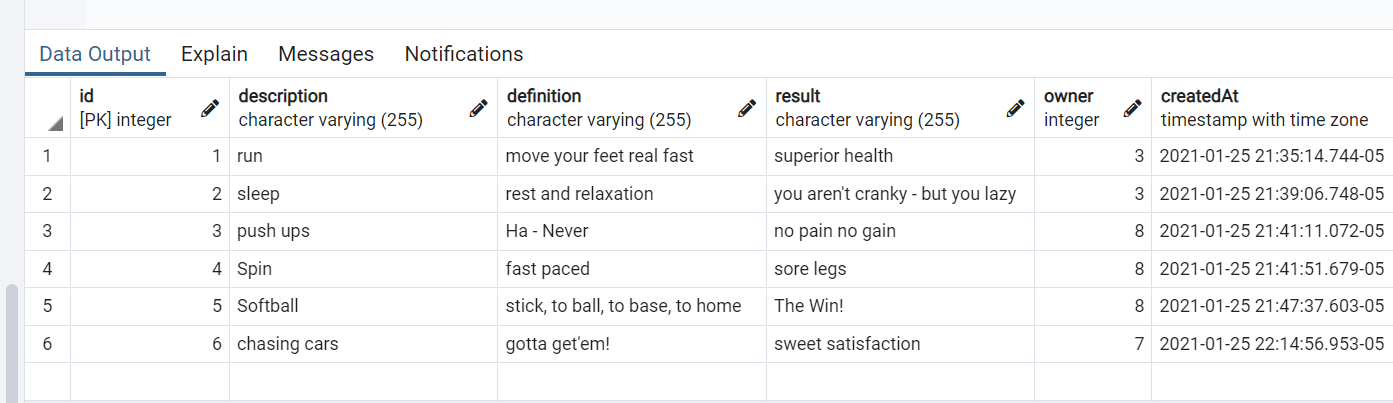 Data Output Explain Messages Notifications
id description definition result owner createdAt
[PK] integer character varying (255) character varying (255) character varying (255) integer timestamp with time zone
1 1 run move your feet real fast superior health 3 2021-01-25 21:35:14.744-05
2 2 sleep rest and relaxation you aren't cranky - but you lazy 3 2021-01-25 21:39:06.748-05
3 3 push ups Ha - Never no pain no gain 8 2021-01-25 21:41:11.072-05
4 4 Spin fast paced sore legs 8 2021-01-25 21:41:51.679-05
5 5 Softball stick, to ball, to base, to home The Win! 8 2021-01-25 21:47:37.603-05
6 6 chasing cars gotta get'em! sweet satisfaction 7 2021-01-25 22:14:56.953-05